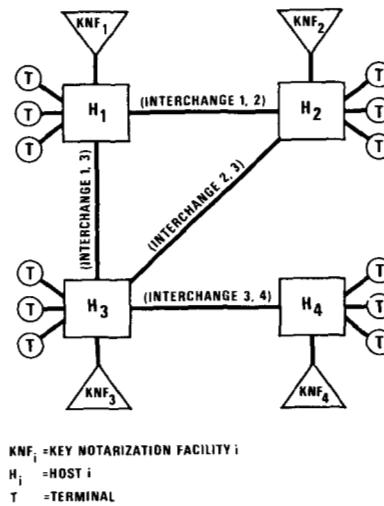 KNF1 KNF2
T T
T H1 (INTERCHANGE 1, 2) H2 T
T T
(INTERCHANGE 1, 3) (INTERCHANGE 2, 3)
T T
T H3 (INTERCHANGE 3, 4) H4 T
T T
KNF3 KNF4
KNFi =KEY NOTARIZATION FACILITY i
Hi =HOST i
T =TERMINAL